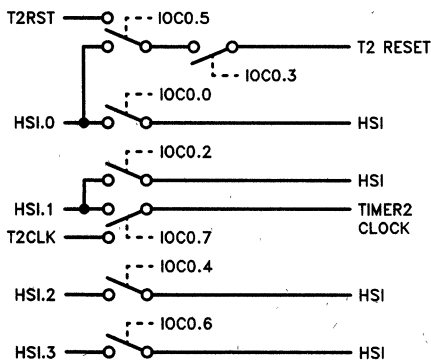 T2RST IOC0.5
T2 RESET
IOC0.3
IOC0.0
HSI.0 HSI
IOC0.2
HSI
HSI.1 TIMER2
CLOCK
T2CLK IOC0.7
IOC0.4
HSI.2 HSI
IOC0.6
HSI.3 HSI